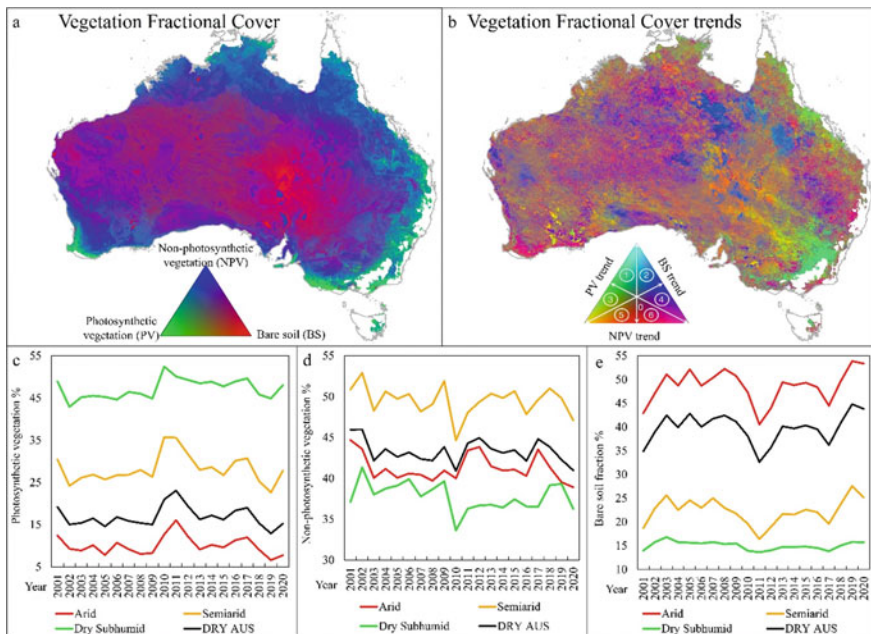 a Vegetation Fractional Cover
Non-photosynthetic
vegetation (NPV)
Photosynthetic
vegetation (PV)
Bare soil (BS)
b Vegetation Fractional Cover trends
PV trend
BS trend
NPV trend
1 2 3 4 5 6 0
c
Photosynthetic vegetation %
55
45
35
25
15
5
Year 2001 2002 2003 2004 2005 2006 2007 2008 2009 2010 2011 2012 2013 2014 2015 2016 2017 2018 2019 2020
Arid Semiarid
Dry Subhumid DRY AUS
d
Non-photosynthetic vegetation %
55
50
45
40
35
30
Year 2001 2002 2003 2004 2005 2006 2007 2008 2009 2010 2011 2012 2013 2014 2015 2016 2017 2018 2019 2020
Arid Semiarid
Dry Subhumid DRY AUS
e
Bare soil fraction %
55
50
45
40
35
30
25
20
15
10
Year 2001 2002 2003 2004 2005 2006 2007 2008 2009 2010 2011 2012 2013 2014 2015 2016 2017 2018 2019 2020
Arid Semiarid
Dry Subhumid DRY AUS